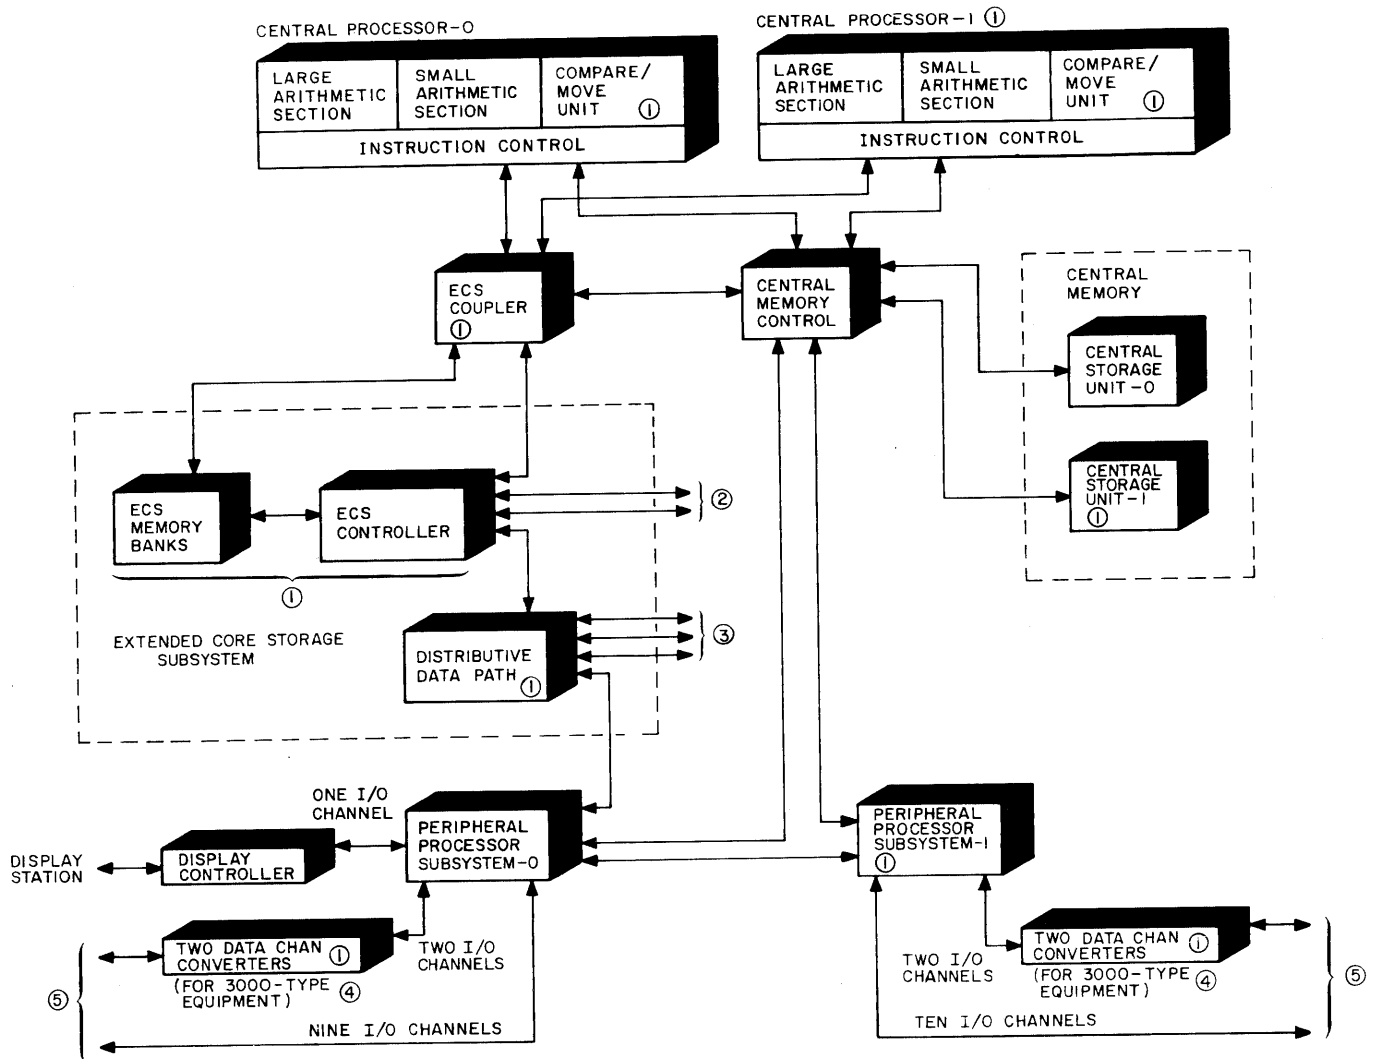 CENTRAL PROCESSOR-0
LARGE
ARITHMETIC
SECTION
SMALL
ARITHMETIC
SECTION
COMPARE/
MOVE
UNIT ①
INSTRUCTION CONTROL
CENTRAL PROCESSOR-1 ①
LARGE
ARITHMETIC
SECTION
SMALL
ARITHMETIC
SECTION
COMPARE/
MOVE
UNIT ①
INSTRUCTION CONTROL
ECS
COUPLER
①
CENTRAL
MEMORY
CONTROL
CENTRAL
MEMORY
CENTRAL
STORAGE
UNIT-0
CENTRAL
STORAGE
UNIT-1
①
ECS
MEMORY
BANKS
ECS
CONTROLLER
②
①
EXTENDED CORE STORAGE
SUBSYSTEM
DISTRIBUTIVE
DATA PATH ①
③
ONE I/O
CHANNEL
PERIPHERAL
PROCESSOR
SUBSYSTEM-0
PERIPHERAL
PROCESSOR
SUBSYSTEM-1
①
DISPLAY
STATION
DISPLAY
CONTROLLER
TWO DATA CHAN
CONVERTERS ①
(FOR 3000-TYPE
EQUIPMENT) ④
TWO I/O
CHANNELS
⑤
NINE I/O CHANNELS
TWO I/O
CHANNELS
TWO DATA CHAN
CONVERTERS ①
(FOR 3000-TYPE
EQUIPMENT) ④
⑤
TEN I/O CHANNELS